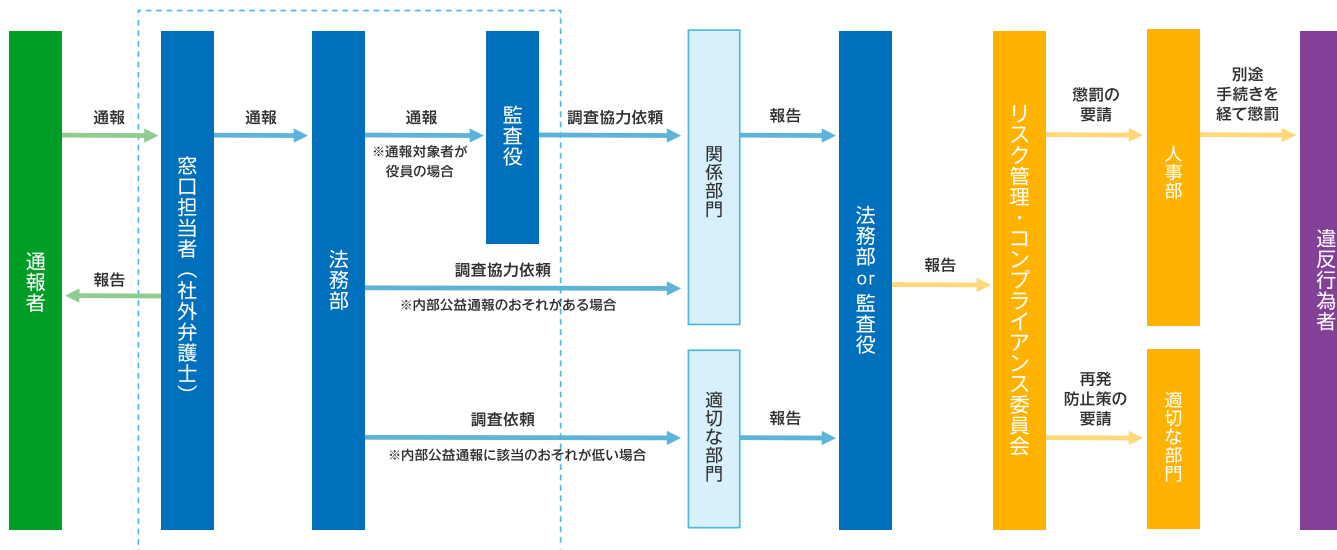 通報者
通報
報告
窓口担当者（社外弁護士）
通報
法務部
通報
※通報対象者が
役員の場合
監査役
調査協力依頼
調査協力依頼
※内部公益通報のおそれがある場合
調査依頼
※内部公益通報に該当のおそれが低い場合
関係部門
適切な部門
報告
報告
法務部 or 監査役
報告
リスク管理・コンプライアンス委員会
懲罰の
要請
再発
防止策の
要請
人事部
適切な部門
別途
手続きを
経て懲罰
違反行為者